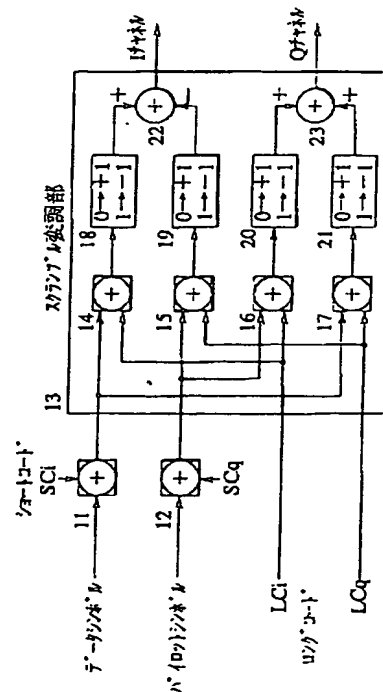 データシンボル
11
ショートコード
SCi
パイロットシンボル
12
SCq
LCi
ロングコード
LCq
13
スクランブル変調部
14
15
16
17
18
0→+1
1→−1
19
0→+1
1→−1
20
0→+1
1→−1
21
0→+1
1→−1
+
−
22
Iチャネル
+
+
23
Qチャネル